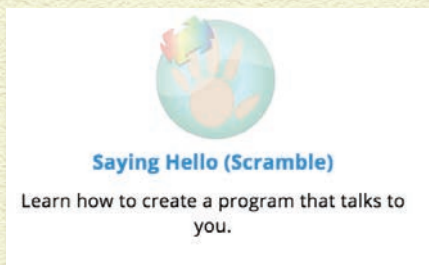 Saying Hello (Scramble)
Learn how to create a program that talks to
you.